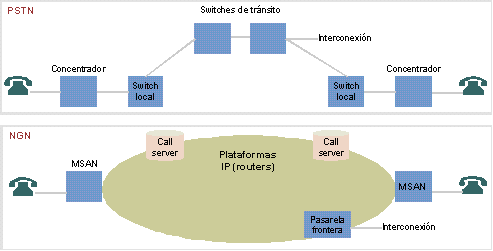 PSTN
Switches de tránsito
Interconexión
Concentrador
Concentrador
Switch
local
Switch
local
NGN
Call
server
Call
server
Plataformas
IP (routers)
MSAN
MSAN
Pasarela
frontera
Interconexión